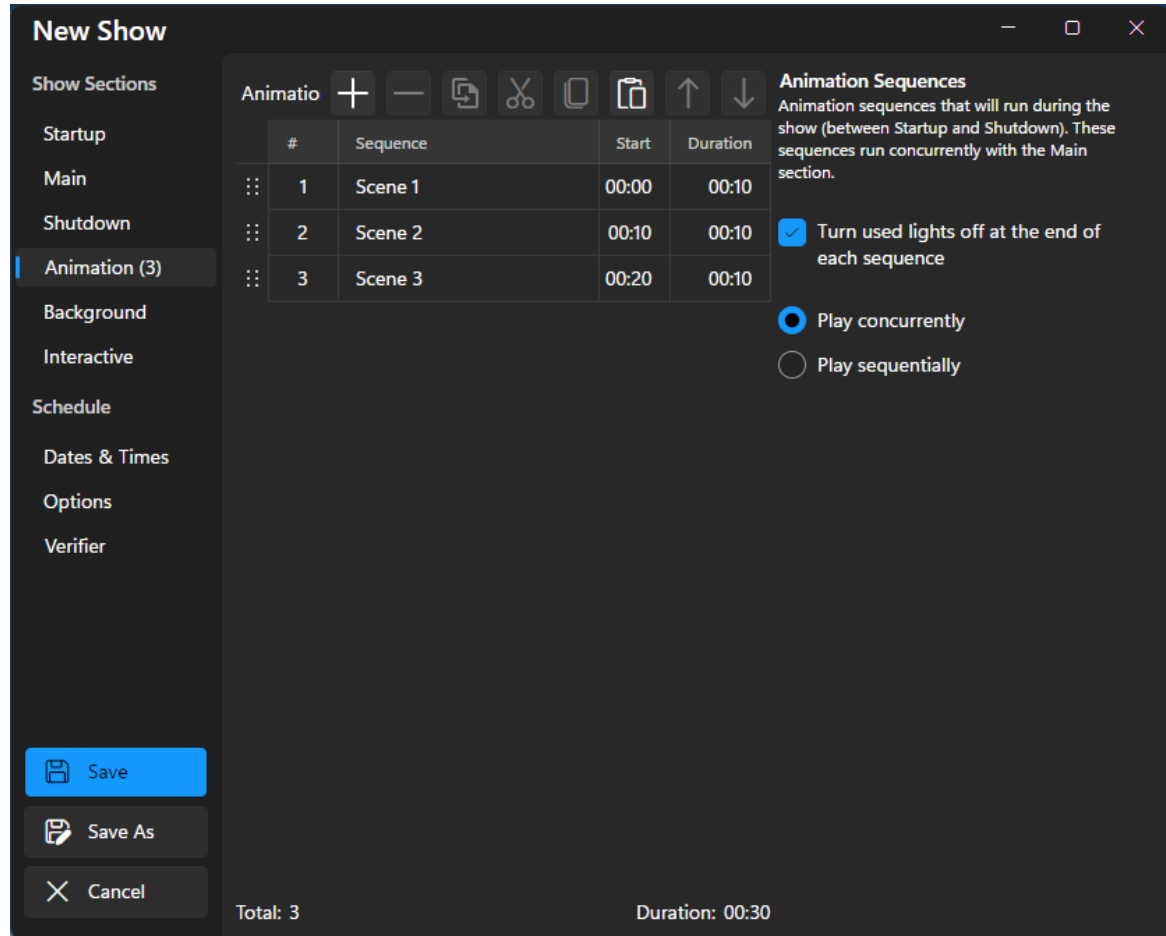 New Show
Show Sections
Startup
Main
Shutdown
Animation (3)
Background
Interactive
Schedule
Dates & Times
Options
Verifier
Save
Save As
Cancel
Animatio
# Sequence Start Duration
1 Scene 1 00:00 00:10
2 Scene 2 00:10 00:10
3 Scene 3 00:20 00:10
Total: 3 Duration: 00:30
Animation Sequences
Animation sequences that will run during the
show (between Startup and Shutdown). These
sequences run concurrently with the Main
section.
Turn used lights off at the end of
each sequence
Play concurrently
Play sequentially